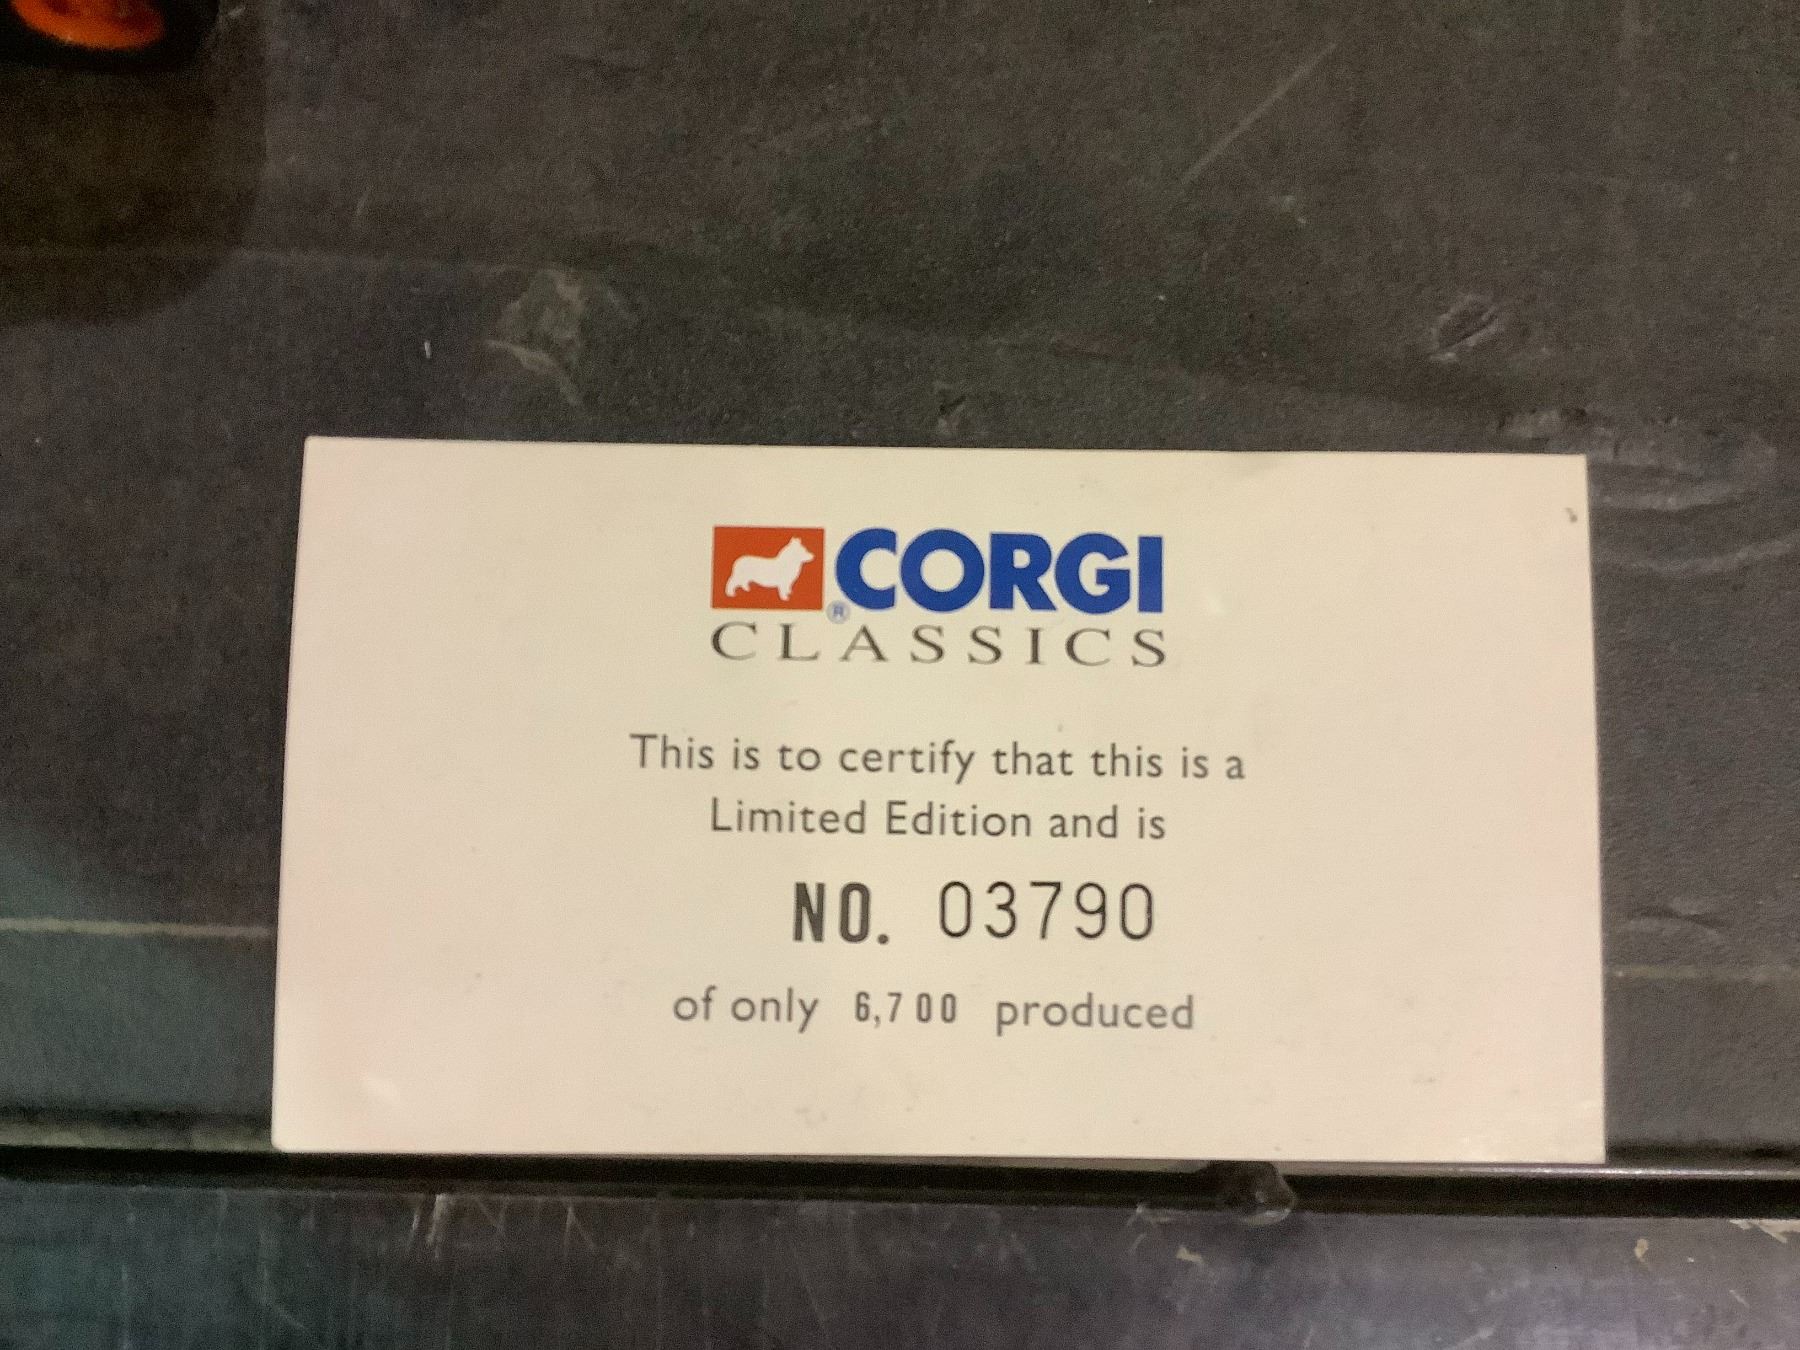 CORGI
®
CLASSICS
This is to certify that this is a
Limited Edition and is
NO. 03790
of only 6,700 produced